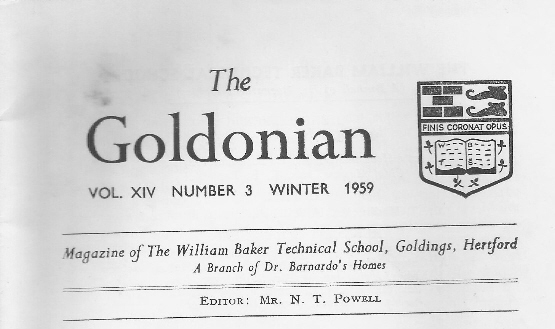 The
Goldonian
VOL. XIV NUMBER 3 WINTER 1959
FINIS CORONAT OPUS
W B
T S
Magazine of The William Baker Technical School, Goldings, Hertford
A Branch of Dr. Barnardo's Homes
EDITOR: MR. N. T. POWELL